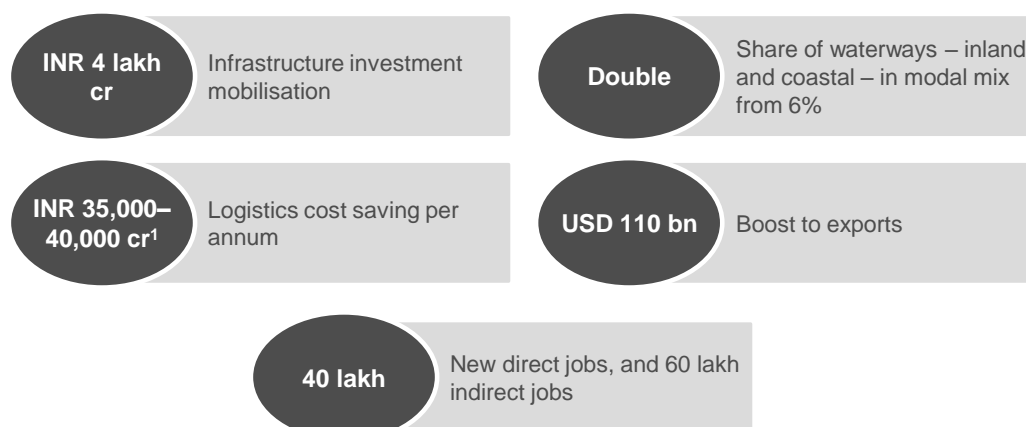 INR 4 lakh
cr
Infrastructure investment
mobilisation
Double
Share of waterways – inland
and coastal – in modal mix
from 6%
INR 35,000–
40,000 cr1
Logistics cost saving per
annum
USD 110 bn
Boost to exports
40 lakh
New direct jobs, and 60 lakh
indirect jobs